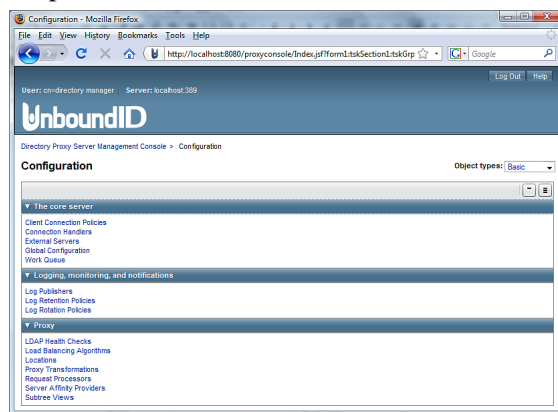 Configuration - Mozilla Firefox
File Edit View History Bookmarks Tools Help
http://localhost:8080/proxyconsole/Index.jsf?form1:tskSection1:tskGrp
Google
Log Out Help
User: cn=directory manager Server: localhost:389
UnboundID
Directory Proxy Server Management Console > Configuration
Configuration
Object types: Basic
▼ The core server
Client Connection Policies
Connection Handlers
External Servers
Global Configuration
Work Queue
▼ Logging, monitoring, and notifications
Log Publishers
Log Retention Policies
Log Rotation Policies
▼ Proxy
LDAP Health Checks
Load Balancing Algorithms
Locations
Proxy Transformations
Request Processors
Server Affinity Providers
Subtree Views